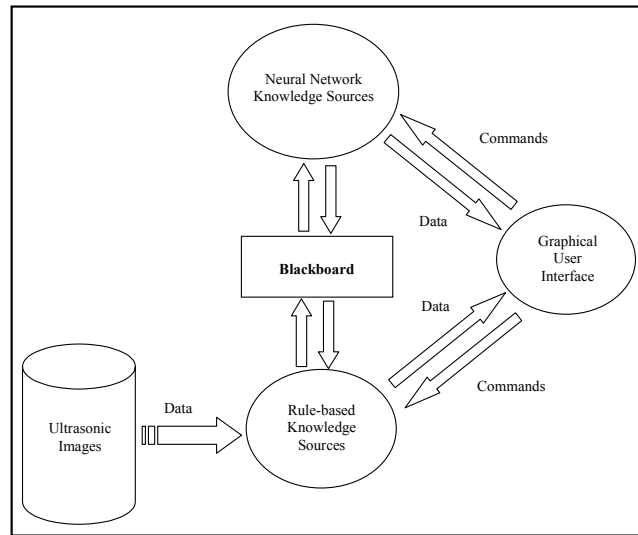 Neural Network
Knowledge Sources
Commands
Data
Graphical
User
Interface
Blackboard
Data
Commands
Data
Ultrasonic
Images
Rule-based
Knowledge
Sources